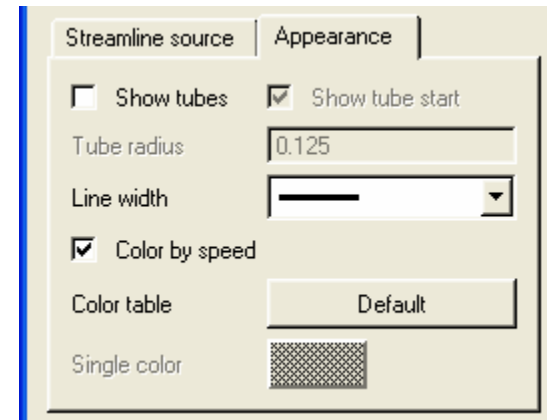 Streamline source Appearance
Show tubes Show tube start
Tube radius 0.125
Line width
Color by speed
Color table Default
Single color